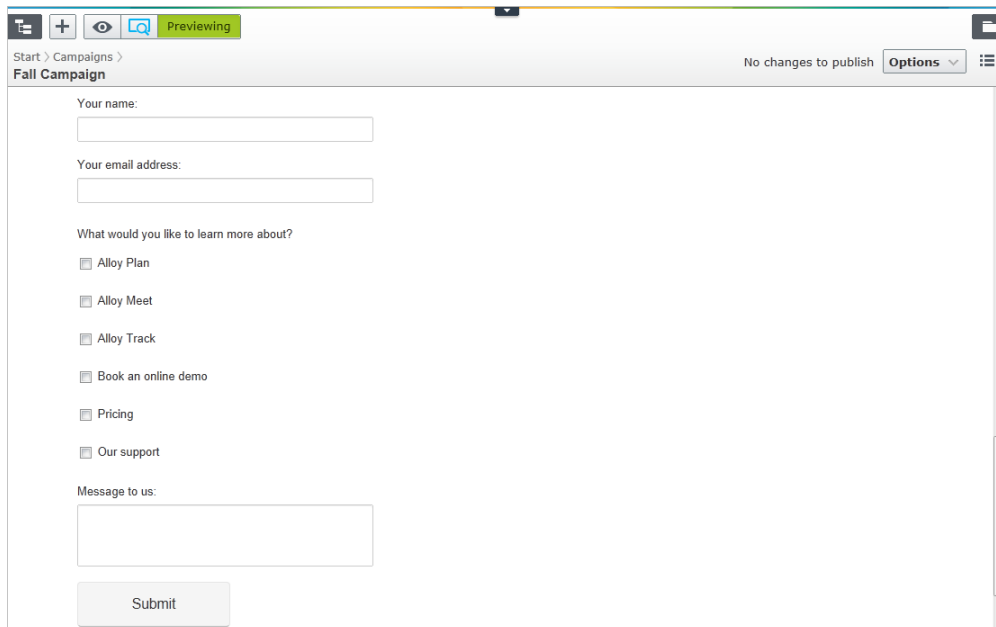 Previewing
Start > Campaigns >
Fall Campaign
No changes to publish
Options
Your name:
Your email address:
What would you like to learn more about?
Alloy Plan
Alloy Meet
Alloy Track
Book an online demo
Pricing
Our support
Message to us:
Submit